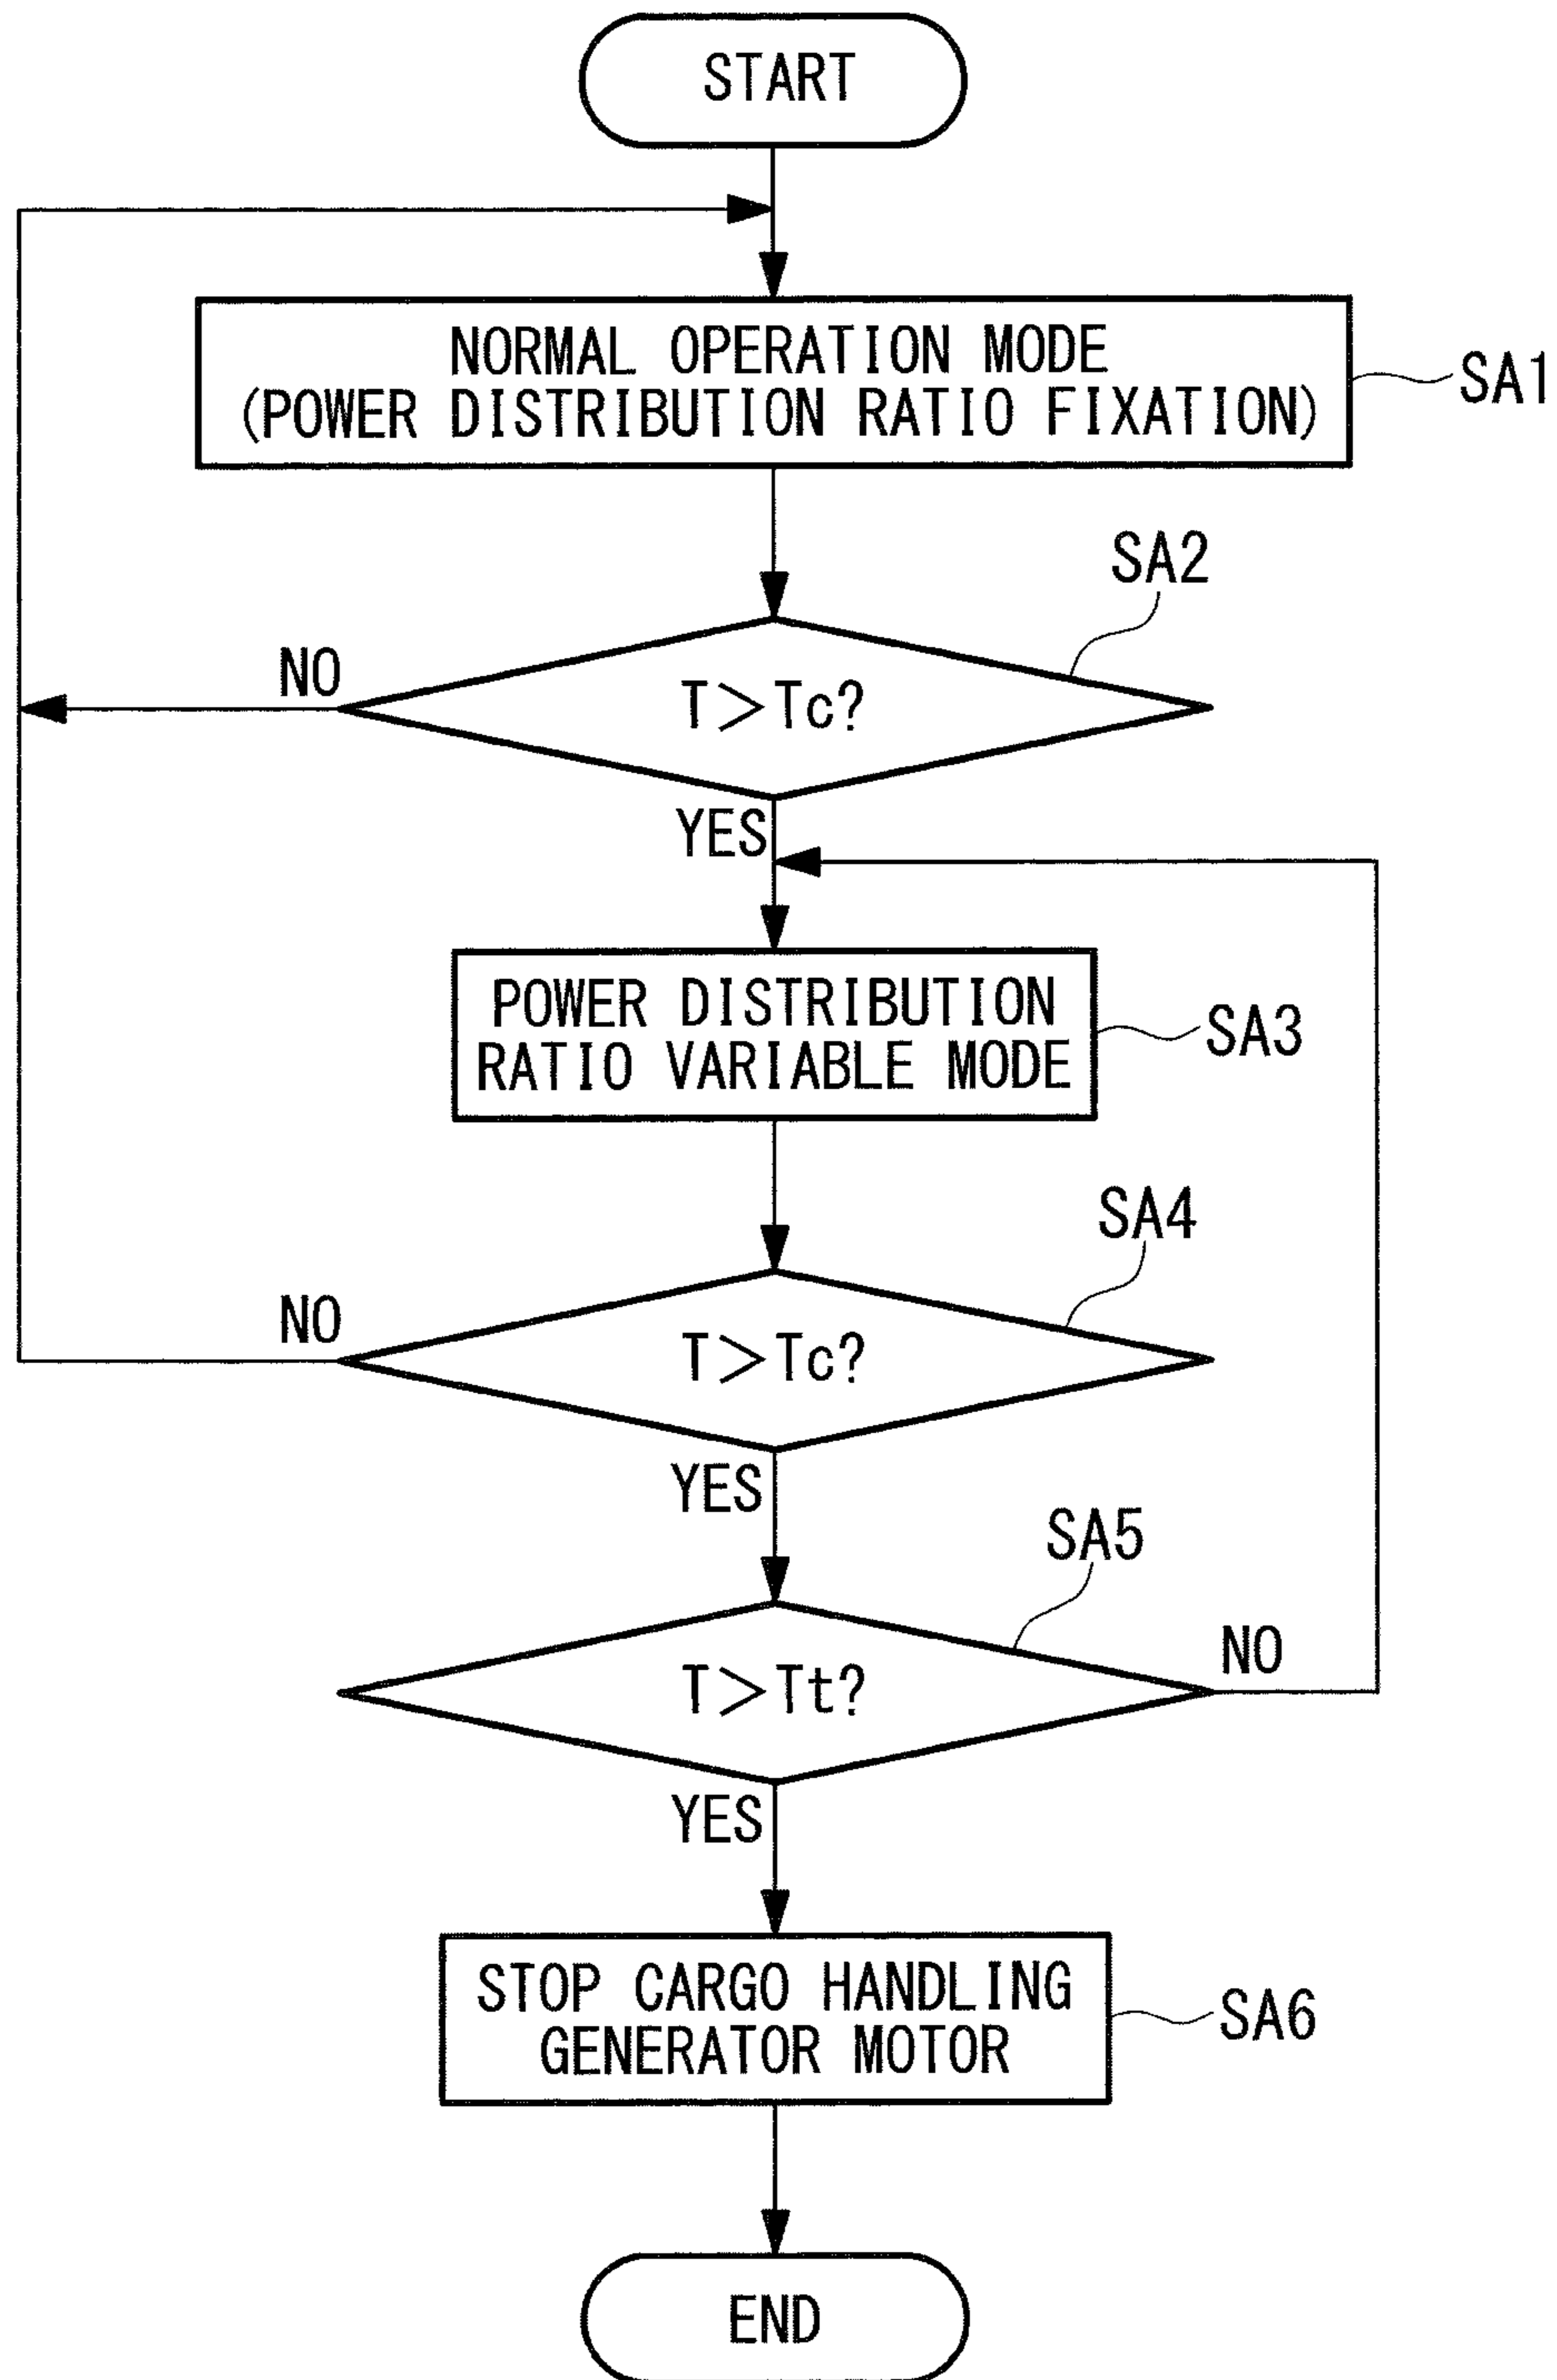 START
NORMAL OPERATION MODE
(POWER DISTRIBUTION RATIO FIXATION)
SA1
SA2
NO
T>Tc?
YES
POWER DISTRIBUTION
RATIO VARIABLE MODE
SA3
SA4
NO
T>Tc?
YES
SA5
T>Tt?
NO
YES
STOP CARGO HANDLING
GENERATOR MOTOR
SA6
END